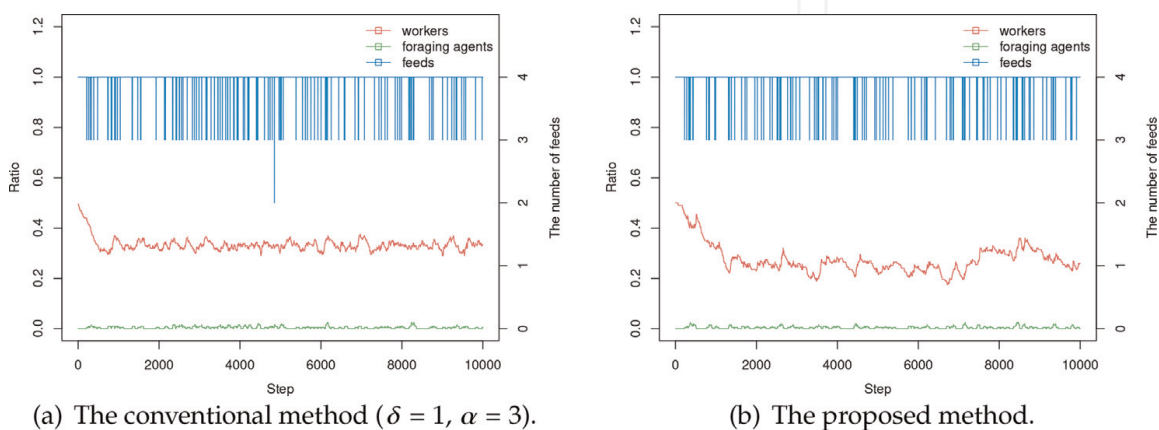 workers
foraging agents
feeds
1.2
1.0
0.8
0.6
0.4
0.2
0.0
Ratio
4
3
2
1
0
The number of feeds
0 2000 4000 6000 8000 10000
Step
(a) The conventional method (δ = 1, α = 3).
workers
foraging agents
feeds
1.2
1.0
0.8
0.6
0.4
0.2
0.0
Ratio
4
3
2
1
0
The number of feeds
0 2000 4000 6000 8000 10000
Step
(b) The proposed method.